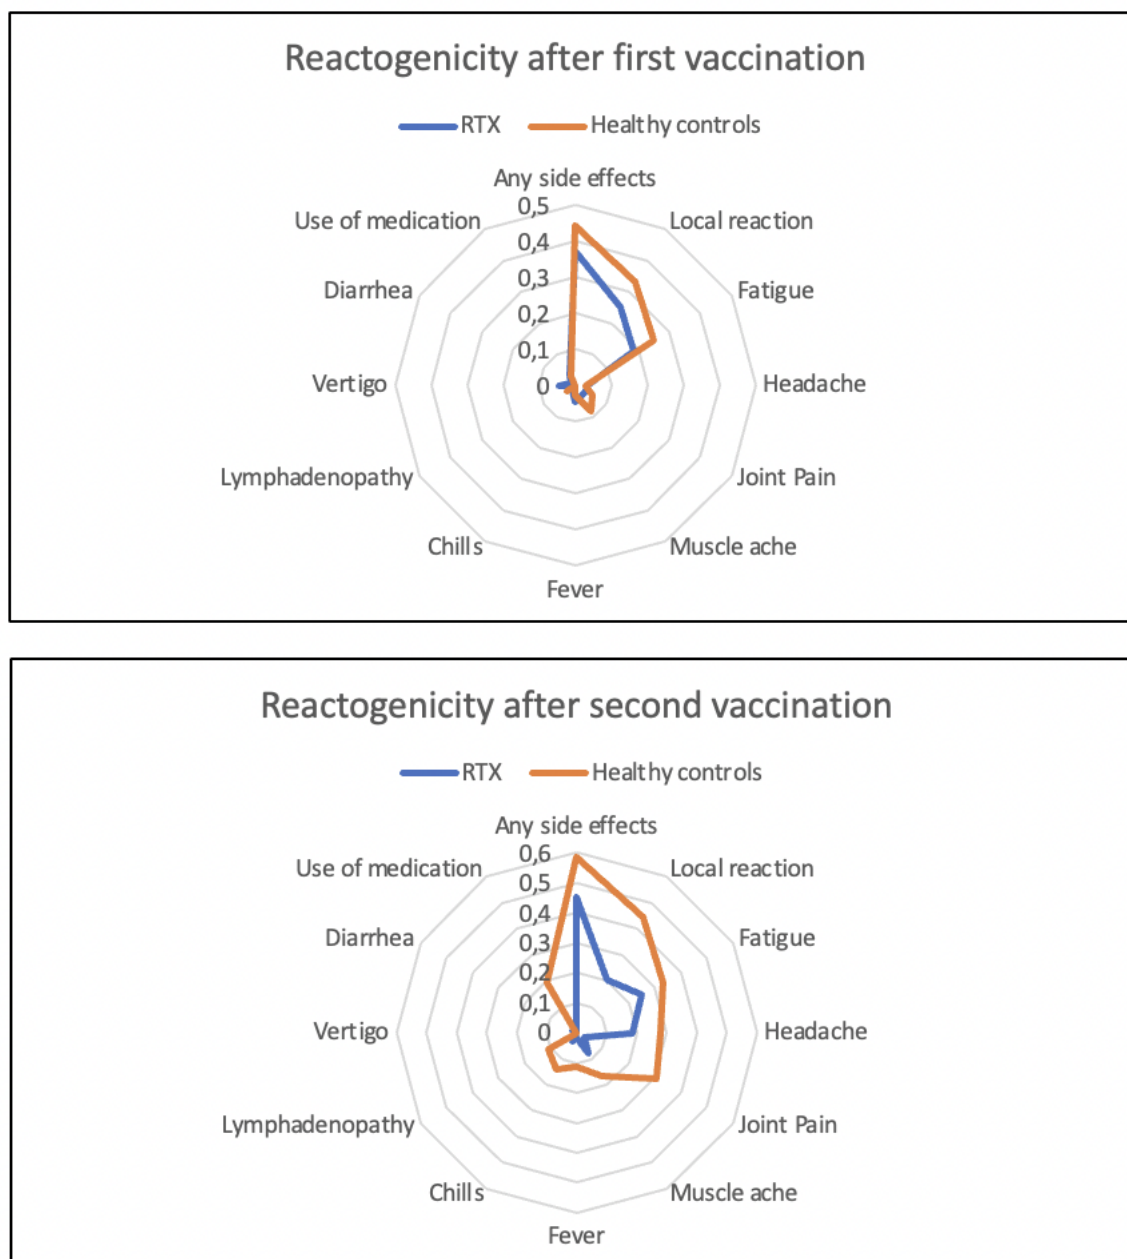 Reactogenicity after first vaccination
RTX Healthy controls
Any side effects
0,5
Use of medication
Local reaction
0,4
0,3
Diarrhea
Fatigue
0,2
0,1
Vertigo
0
Headache
Lymphadenopathy
Joint Pain
Chills
Muscle ache
Fever
Reactogenicity after second vaccination
RTX Healthy controls
Any side effects
0,6
Use of medication
Local reaction
0,5
0,4
Diarrhea
Fatigue
0,3
0,2
0,1
Vertigo
0
Headache
Lymphadenopathy
Joint Pain
Chills
Muscle ache
Fever